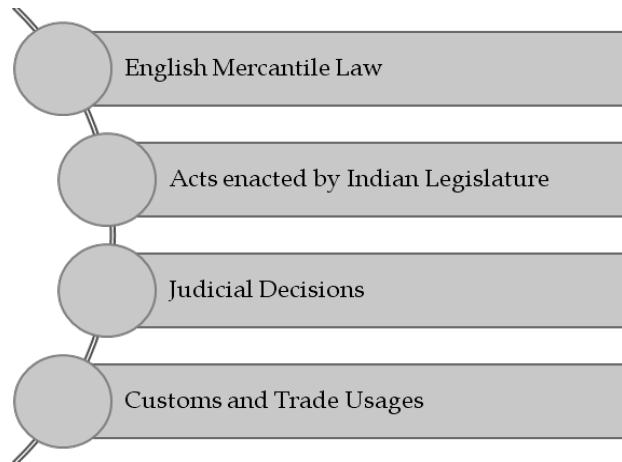 English Mercantile Law
Acts enacted by Indian Legislature
Judicial Decisions
Customs and Trade Usages